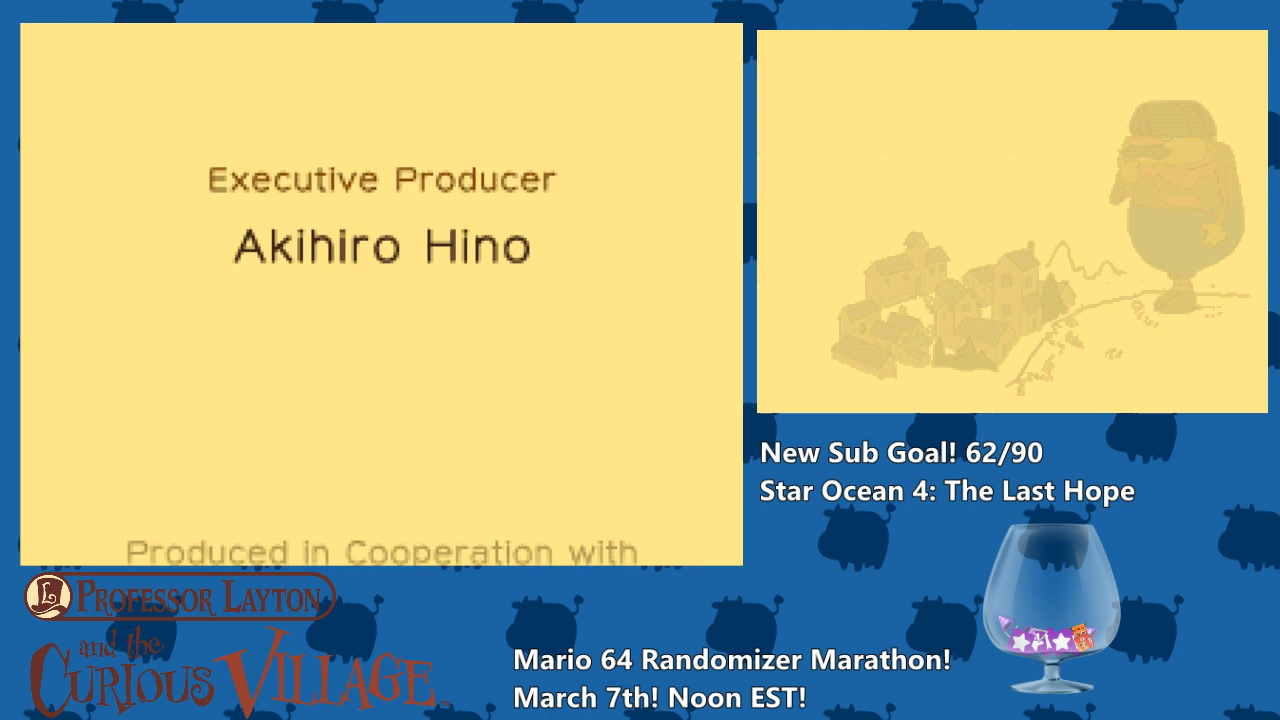 Executive Producer
Akihiro Hino
Produced in Cooperation with
New Sub Goal! 62/90
Star Ocean 4: The Last Hope
L PROFESSOR LAYTON
and the
CURIOUS VILLAGE™
Mario 64 Randomizer Marathon!
March 7th! Noon EST!